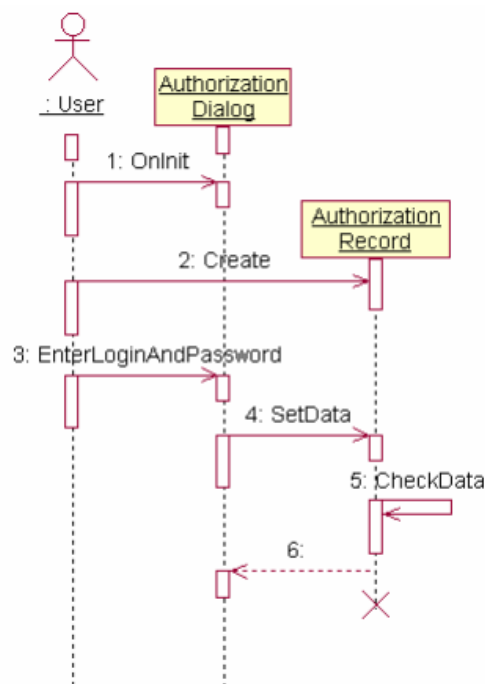 : User
Authorization
Dialog
1: OnInit
Authorization
Record
2: Create
3: EnterLoginAndPassword
4: SetData
5: CheckData
6: